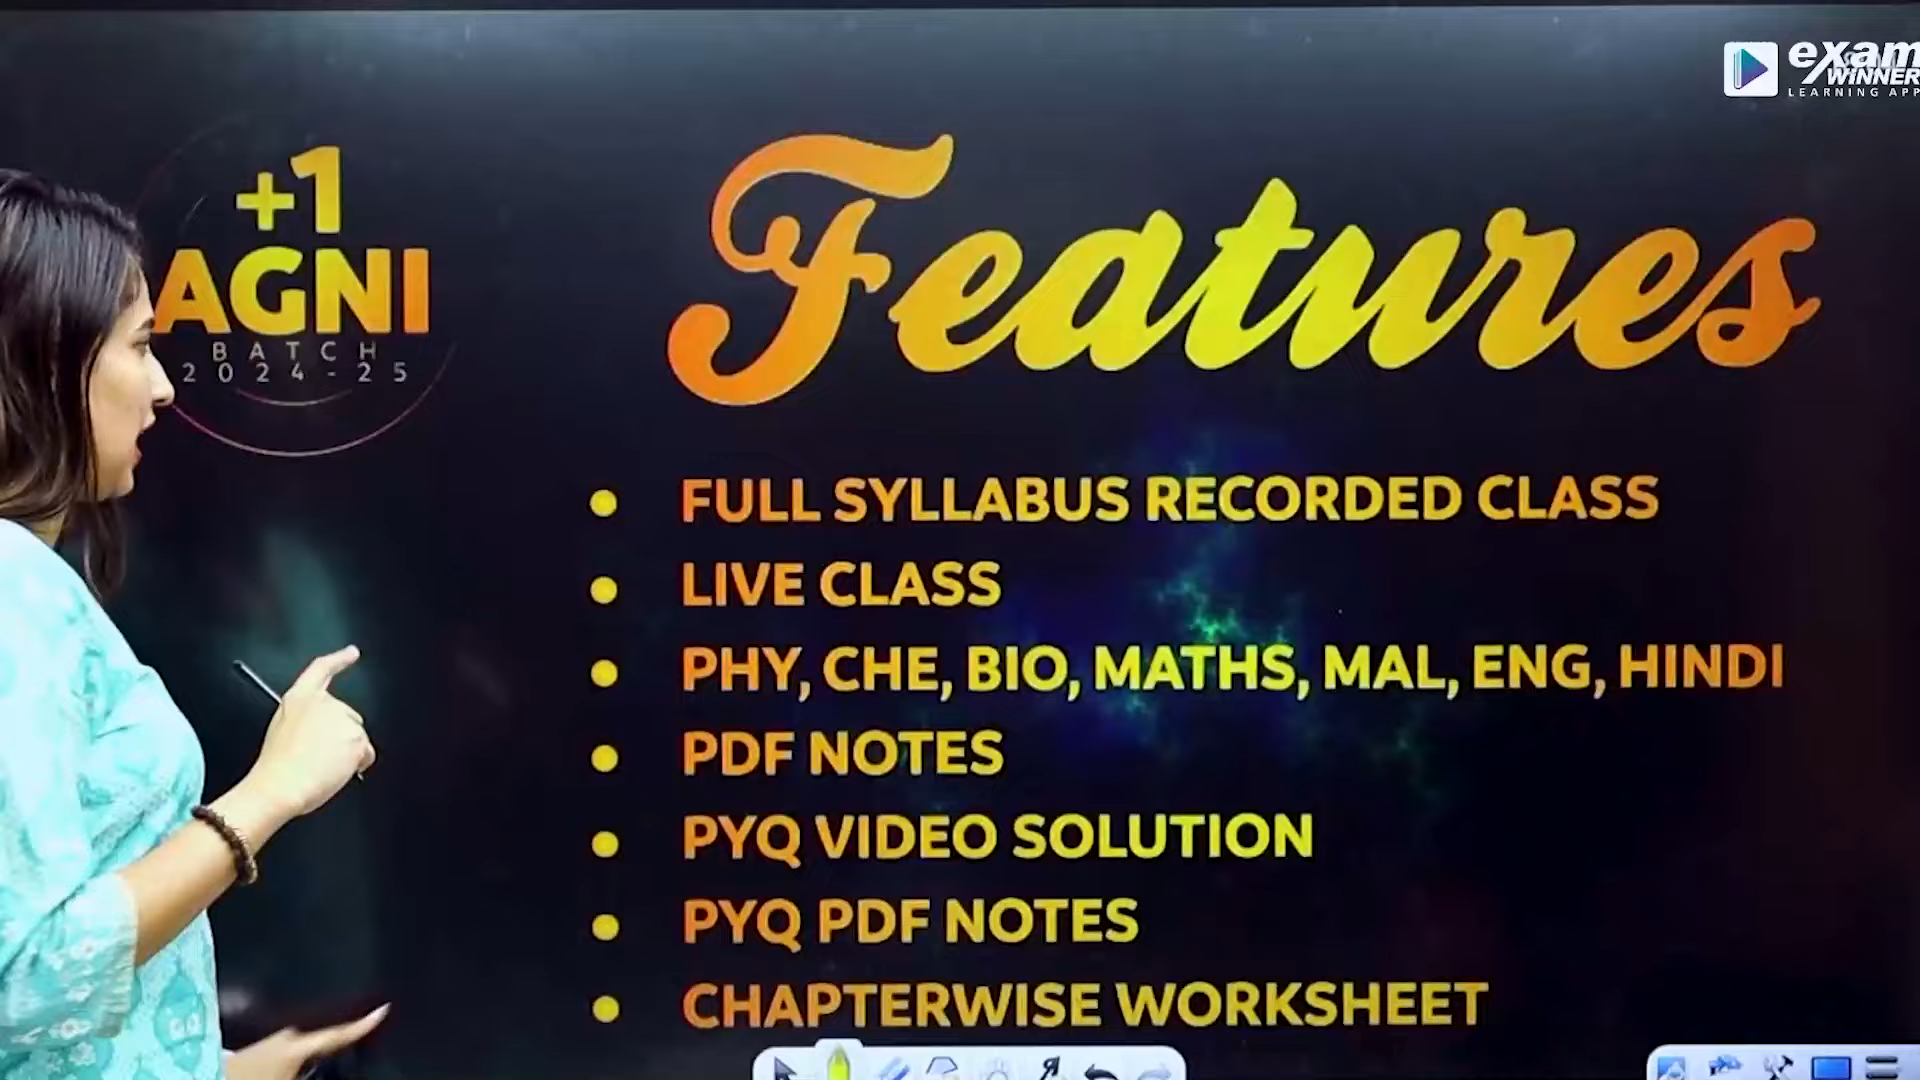 exam
WINNER
LEARNING APP
+1
AGNI
BATCH
2024-25
Features
• FULL SYLLABUS RECORDED CLASS
• LIVE CLASS
• PHY, CHE, BIO, MATHS, MAL, ENG, HINDI
• PDF NOTES
• PYQ VIDEO SOLUTION
• PYQ PDF NOTES
• CHAPTERWISE WORKSHEET